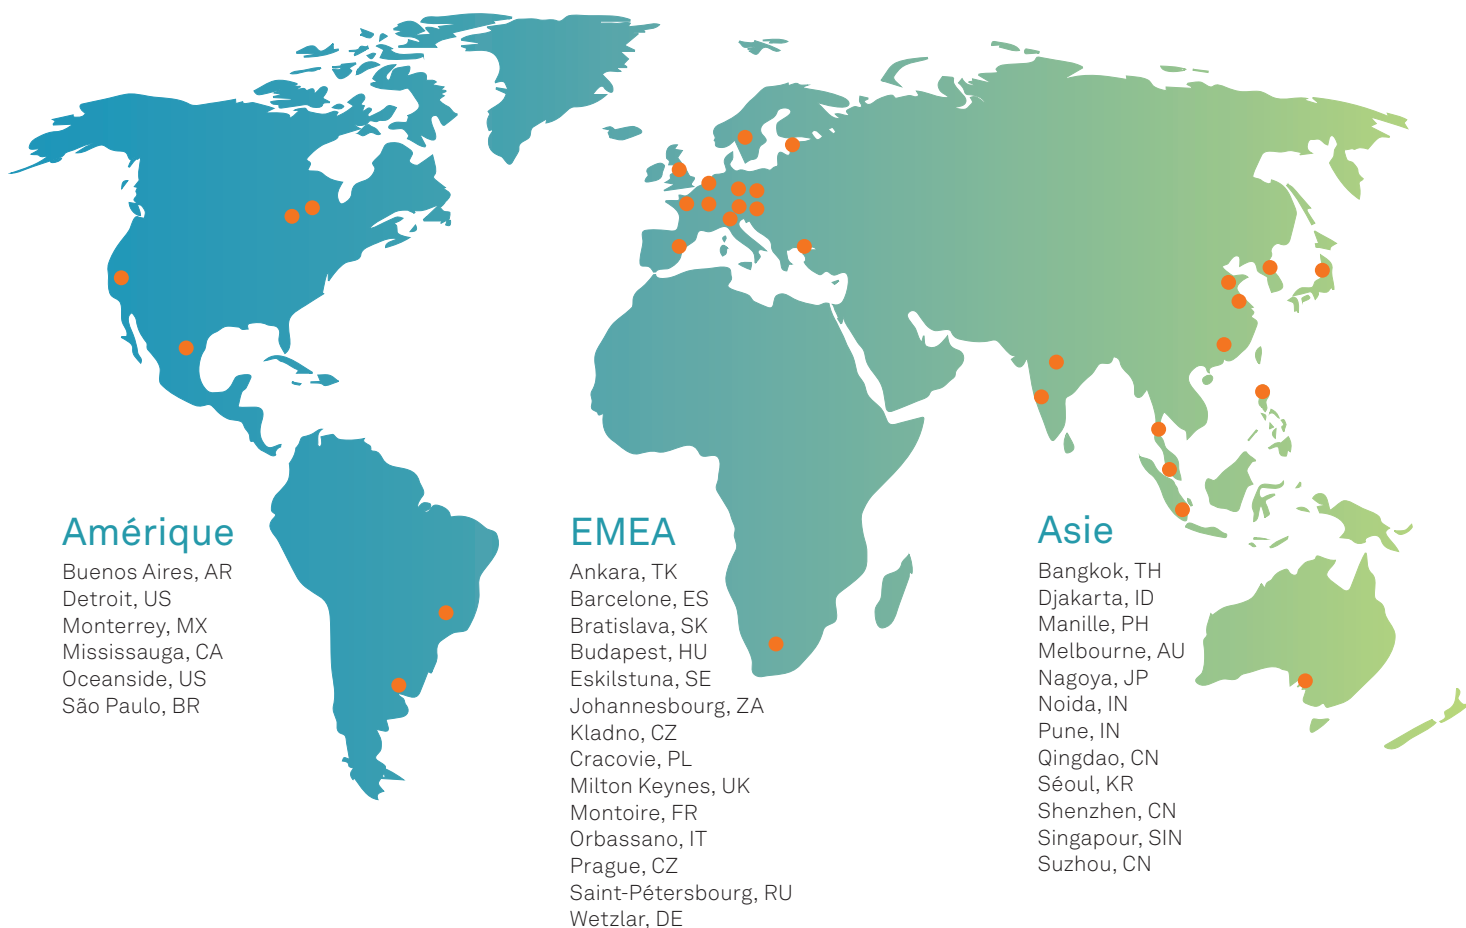 Amérique
Buenos Aires, AR
Detroit, US
Monterrey, MX
Mississauga, CA
Oceanside, US
São Paulo, BR
EMEA
Ankara, TK
Barcelone, ES
Bratislava, SK
Budapest, HU
Eskilstuna, SE
Johannesbourg, ZA
Kladno, CZ
Cracovie, PL
Milton Keynes, UK
Montoire, FR
Orbassano, IT
Prague, CZ
Saint-Pétersbourg, RU
Wetzlar, DE
Asie
Bangkok, TH
Djakarta, ID
Manille, PH
Melbourne, AU
Nagoya, JP
Noida, IN
Pune, IN
Qingdao, CN
Séoul, KR
Shenzhen, CN
Singapour, SIN
Suzhou, CN